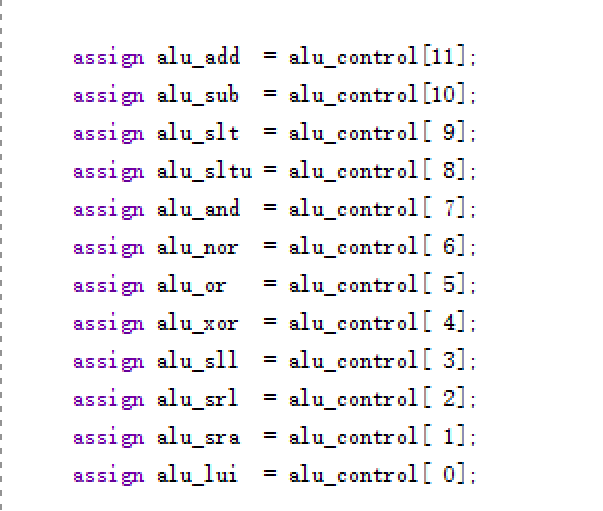 assign alu_add  = alu_control[11];
assign alu_sub  = alu_control[10];
assign alu_slt  = alu_control[ 9];
assign alu_sltu = alu_control[ 8];
assign alu_and  = alu_control[ 7];
assign alu_nor  = alu_control[ 6];
assign alu_or   = alu_control[ 5];
assign alu_xor  = alu_control[ 4];
assign alu_sll  = alu_control[ 3];
assign alu_srl  = alu_control[ 2];
assign alu_sra  = alu_control[ 1];
assign alu_lui  = alu_control[ 0];